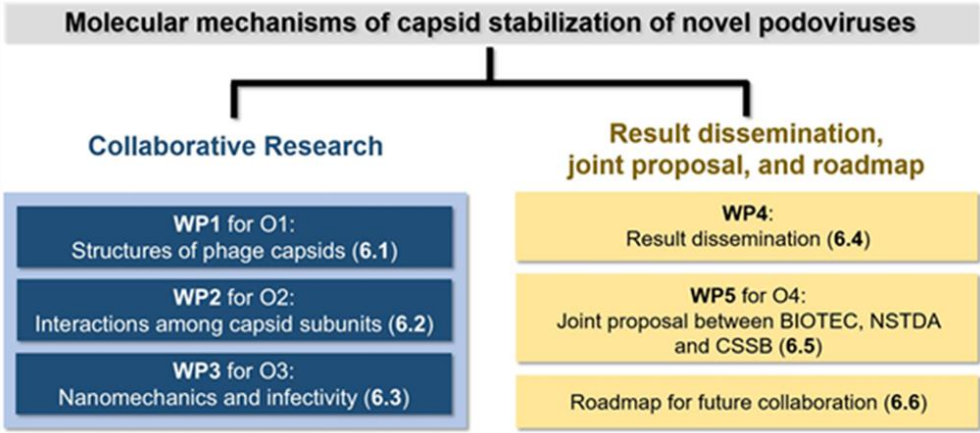 Molecular mechanisms of capsid stabilization of novel podoviruses
Collaborative Research
WP1 for O1:
Structures of phage capsids (6.1)
WP2 for O2:
Interactions among capsid subunits (6.2)
WP3 for O3:
Nanomechanics and infectivity (6.3)
Result dissemination,
joint proposal, and roadmap
WP4:
Result dissemination (6.4)
WP5 for O4:
Joint proposal between BIOTEC, NSTDA
and CSSB (6.5)
Roadmap for future collaboration (6.6)